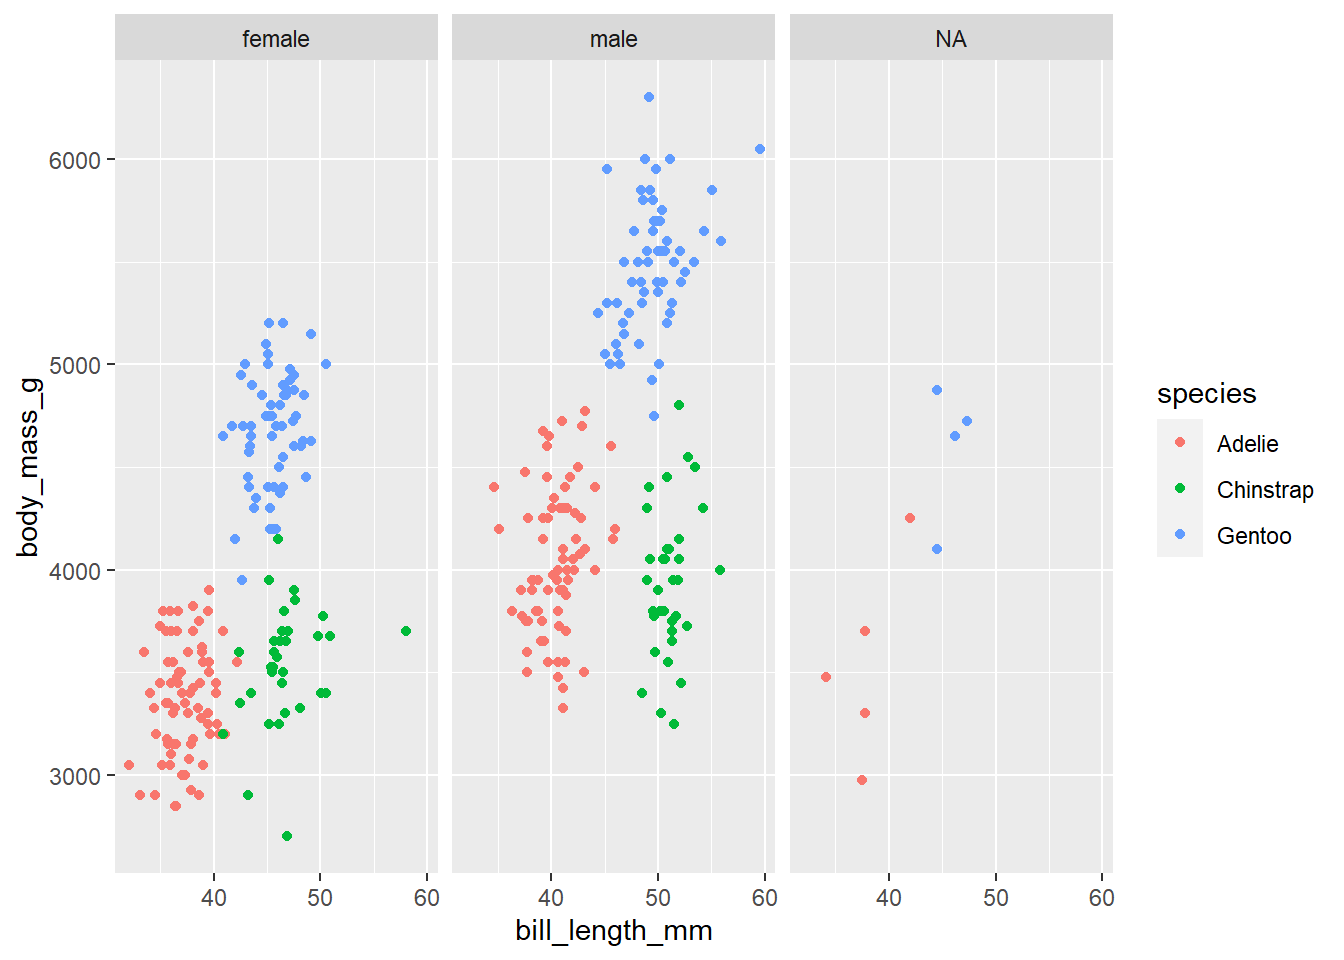 female male NA
6000
5000
4000
3000
body_mass_g
40 50 60 40 50 60 40 50 60
bill_length_mm
species
Adelie
Chinstrap
Gentoo